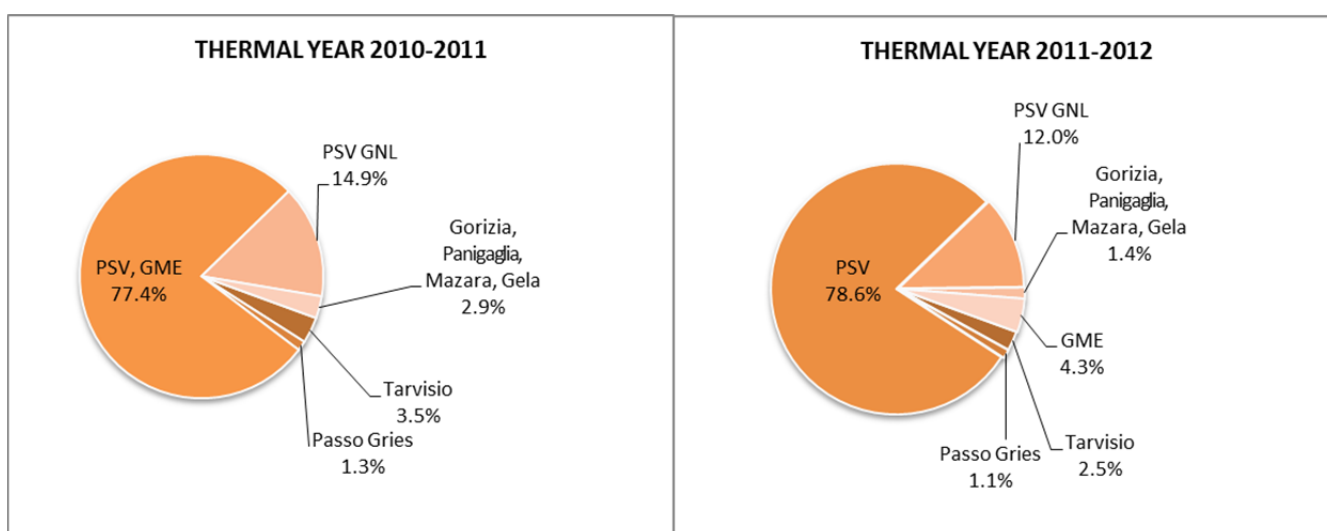 THERMAL YEAR 2010-2011
PSV GNL
14.9%
Gorizia,
Panigaglia,
Mazara, Gela
2.9%
PSV, GME
77.4%
Tarvisio
3.5%
Passo Gries
1.3%
THERMAL YEAR 2011-2012
PSV GNL
12.0%
Gorizia,
Panigaglia,
Mazara, Gela
1.4%
PSV
78.6%
GME
4.3%
Tarvisio
2.5%
Passo Gries
1.1%